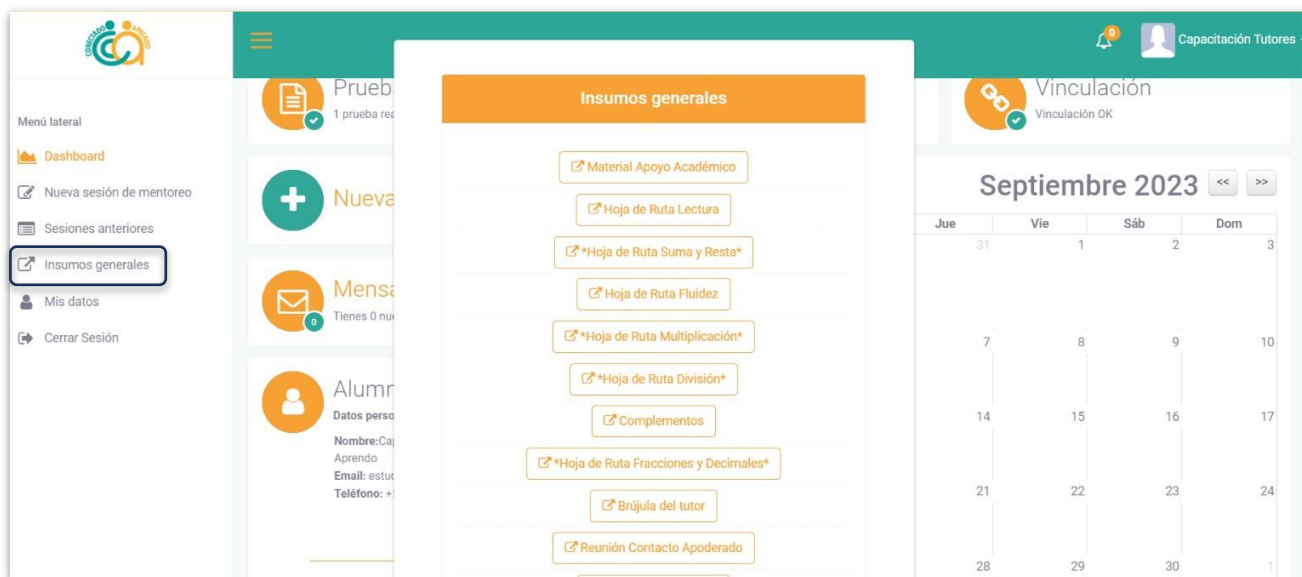 CONECTADO APRENDO
0
Capacitación Tutores
Menú lateral
Dashboard
Nueva sesión de mentoreo
Sesiones anteriores
Insumos generales
Mis datos
Cerrar Sesión
Prueb
1 prueba rea
Nueva
Mensa
Tienes 0 nu
0
Alumn
Datos perso
Nombre:Cap
Aprendo
Email: estud
Teléfono: +
Insumos generales
Material Apoyo Académico
Hoja de Ruta Lectura
*Hoja de Ruta Suma y Resta*
Hoja de Ruta Fluidez
*Hoja de Ruta Multiplicación*
*Hoja de Ruta División*
Complementos
*Hoja de Ruta Fracciones y Decimales*
Brújula del tutor
Reunión Contacto Apoderado
Vinculación
Vinculación OK
Septiembre 2023 << >>
Jue Vie Sáb Dom
31 1 2 3
7 8 9 10
14 15 16 17
21 22 23 24
28 29 30 1